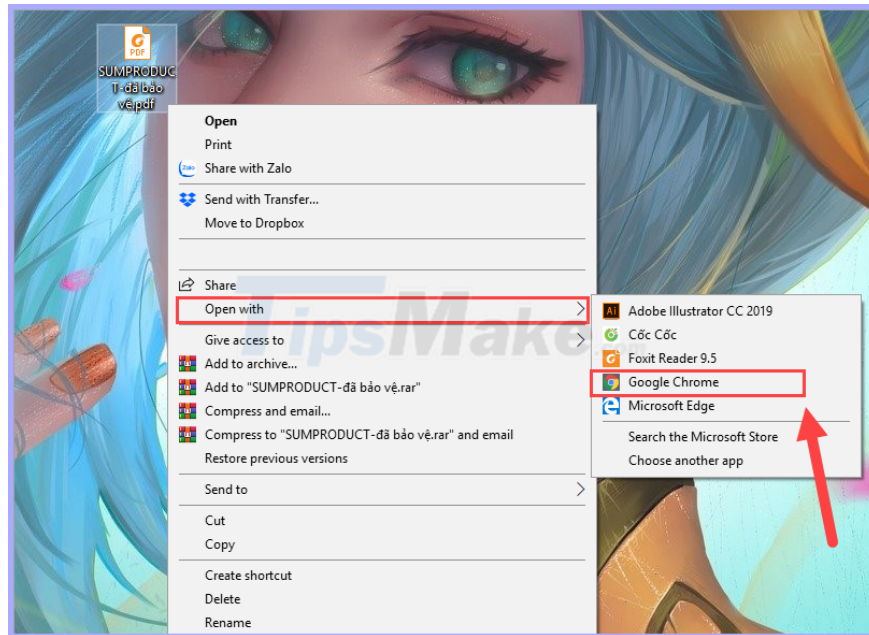 PDF
SUMPRODUC
T-đã bảo
vệ.pdf
Open
Print
Zalo
Share with Zalo
Send with Transfer...
Move to Dropbox
Share
Open with
Give access to
Add to archive...
Add to "SUMPRODUCT-đã bảo vệ.rar"
Compress and email...
Compress to "SUMPRODUCT-đã bảo vệ.rar" and email
Restore previous versions
Send to
Cut
Copy
Create shortcut
Delete
Rename
Ai
Adobe Illustrator CC 2019
Cốc Cốc
Foxit Reader 9.5
Google Chrome
Microsoft Edge
Search the Microsoft Store
Choose another app
TipsMake.com